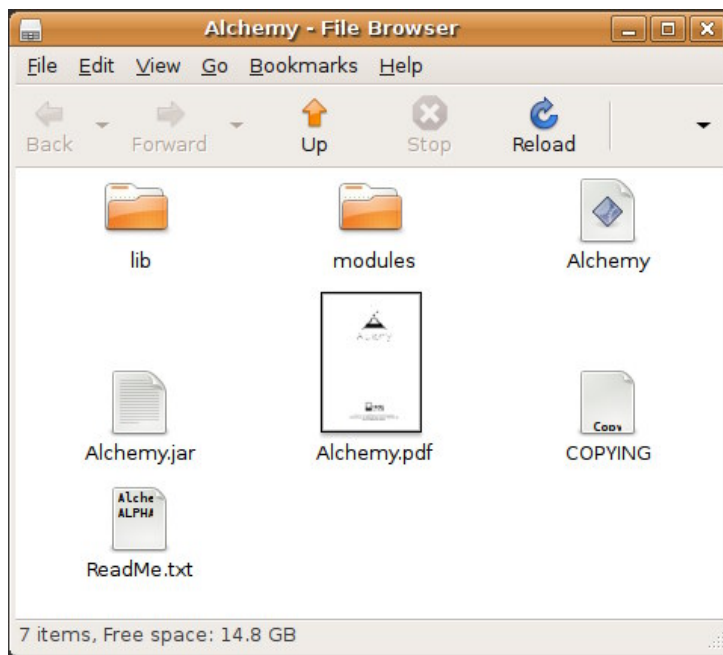 Alchemy - File Browser
File Edit View Go Bookmarks Help
Back Forward Up Stop Reload
lib modules Alchemy
Alchemy
Alchemy.jar Alchemy.pdf COPYING
Copy
Alche
ALPHA
ReadMe.txt
7 items, Free space: 14.8 GB